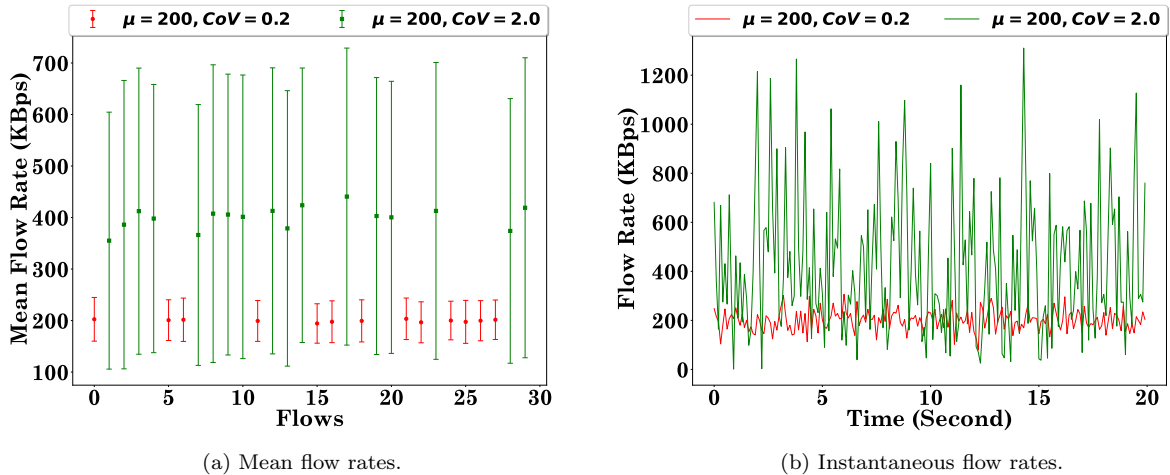 μ = 200, CoV = 0.2 μ = 200, CoV = 2.0
Mean Flow Rate (KBps)
700
600
500
400
300
200
100
0 5 10 15 20 25 30
Flows
(a) Mean flow rates.
μ = 200, CoV = 0.2 μ = 200, CoV = 2.0
Flow Rate (KBps)
1200
1000
800
600
400
200
0
0 5 10 15 20
Time (Second)
(b) Instantaneous flow rates.